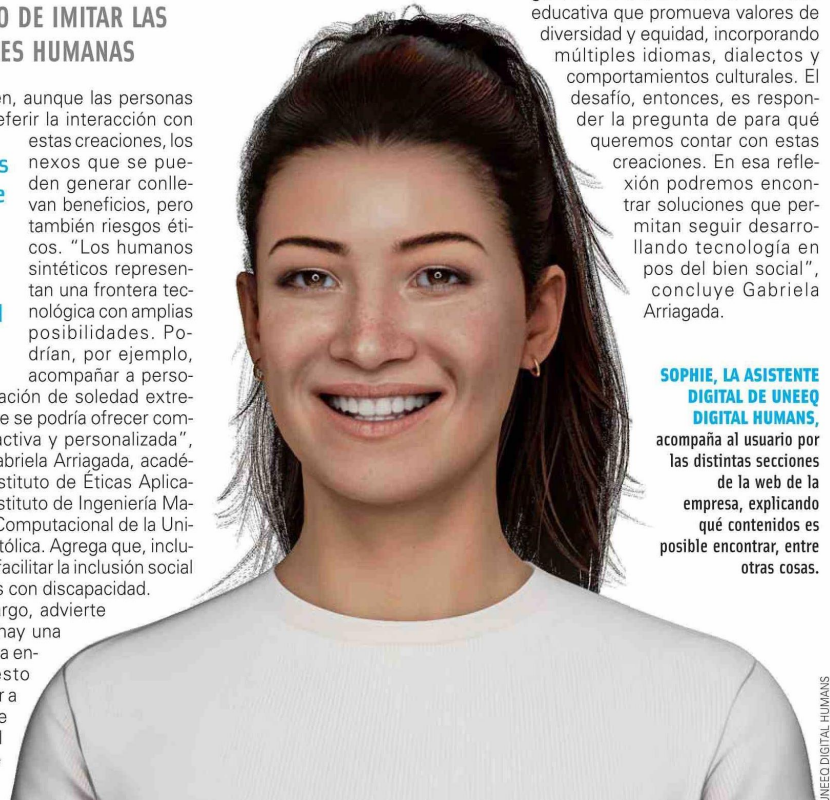 O DE IMITAR LAS
ES HUMANAS
en, aunque las personas
eferir la interacción con
estas creaciones, los
nexos que se pue-
den generar conlle-
van beneficios, pero
también riesgos éti-
cos. "Los humanos
sintéticos represen-
tan una frontera tec-
nológica con amplias
posibilidades. Po-
drían, por ejemplo,
acompañar a perso-
ación de soledad extre-
e se podría ofrecer com-
activa y personalizada",
abriela Arriagada, acadé-
stituto de Éticas Aplica-
stituto de Ingeniería Ma-
Computacional de la Uni-
tólica. Agrega que, inclu-
facilitar la inclusión social
s con discapacidad.
argo, advierte
hay una
a en-
esto
r a
e
s
e
educativa que promueva valores de
diversidad y equidad, incorporando
múltiples idiomas, dialectos y
comportamientos culturales. El
desafío, entonces, es respon-
der la pregunta de para qué
queremos contar con estas
creaciones. En esa refle-
xión podremos encon-
trar soluciones que per-
mitan seguir desarro-
llando tecnología en
pos del bien social",
concluye Gabriela
Arriagada.
SOPHIE, LA ASISTENTE
DIGITAL DE UNEEQ
DIGITAL HUMANS,
acompaña al usuario por
las distintas secciones
de la web de la
empresa, explicando
qué contenidos es
posible encontrar, entre
otras cosas.
UNEEQ DIGITAL HUMANS